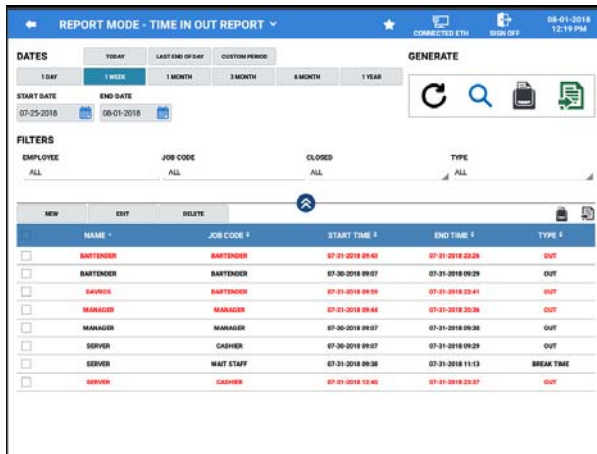 REPORT MODE - TIME IN OUT REPORT
CONNECTED ETH
SIGN OFF
08-01-2018
12:19 PM
DATES
TODAY
LAST END OF DAY
CUSTOM PERIOD
GENERATE
1 DAY
1 WEEK
1 MONTH
3 MONTH
6 MONTH
1 YEAR
START DATE
END DATE
07-25-2018
08-01-2018
FILTERS
EMPLOYEE
JOB CODE
CLOSED
TYPE
ALL
ALL
ALL
ALL
NEW
EDIT
DELETE
NAME JOB CODE START TIME END TIME TYPE
BARTENDER BARTENDER 07-31-2018 09:43 07-31-2018 23:26 OUT
BARTENDER BARTENDER 07-30-2018 09:07 07-31-2018 09:29 OUT
DAVROS BARTENDER 07-31-2018 09:59 07-31-2018 23:41 OUT
MANAGER MANAGER 07-31-2018 09:44 07-31-2018 20:36 OUT
MANAGER MANAGER 07-30-2018 09:07 07-31-2018 09:30 OUT
SERVER CASHIER 07-30-2018 09:07 07-31-2018 09:29 OUT
SERVER WAIT STAFF 07-31-2018 09:38 07-31-2018 11:13 BREAK TIME
SERVER CASHIER 07-31-2018 12:40 07-31-2018 23:37 OUT